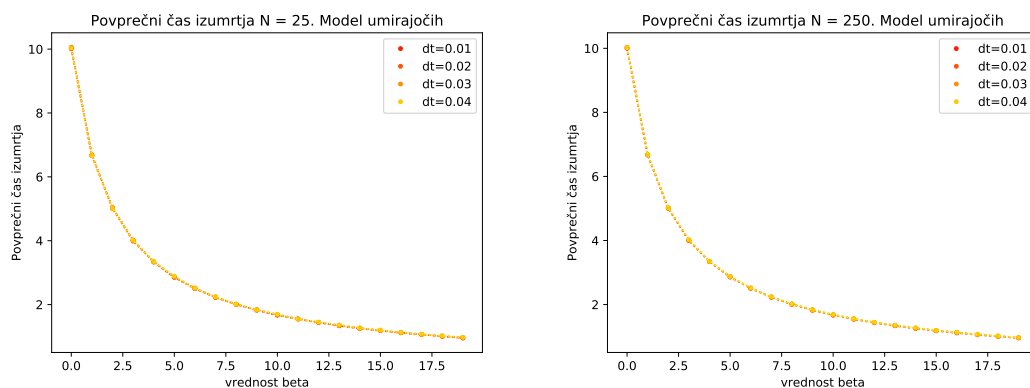 Povprečni čas izumrtja N = 25. Model umirajočih
10
8
6
4
2
Povprečni čas izumrtja
dt=0.01
dt=0.02
dt=0.03
dt=0.04
0.0 2.5 5.0 7.5 10.0 12.5 15.0 17.5
vrednost beta
Povprečni čas izumrtja N = 250. Model umirajočih
10
8
6
4
2
Povprečni čas izumrtja
dt=0.01
dt=0.02
dt=0.03
dt=0.04
0.0 2.5 5.0 7.5 10.0 12.5 15.0 17.5
vrednost beta